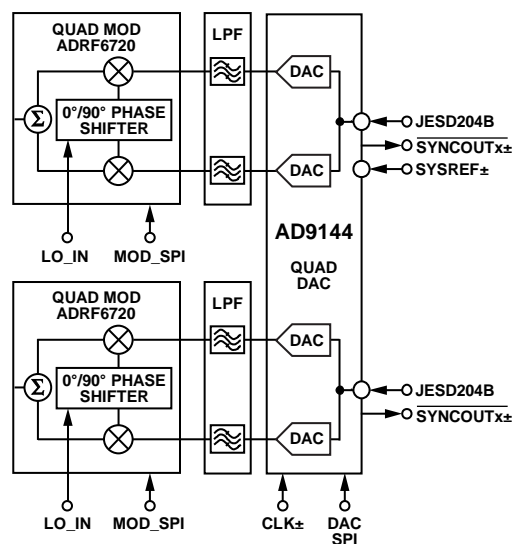 QUAD MOD
ADRF6720
LPF
DAC
Σ
0°/90° PHASE
SHIFTER
JESD204B
SYNCOUTx±
SYSREF±
DAC
LO_IN
MOD_SPI
AD9144
QUAD
DAC
QUAD MOD
ADRF6720
LPF
DAC
Σ
0°/90° PHASE
SHIFTER
JESD204B
SYNCOUTx±
DAC
LO_IN
MOD_SPI
CLK±
DAC
SPI